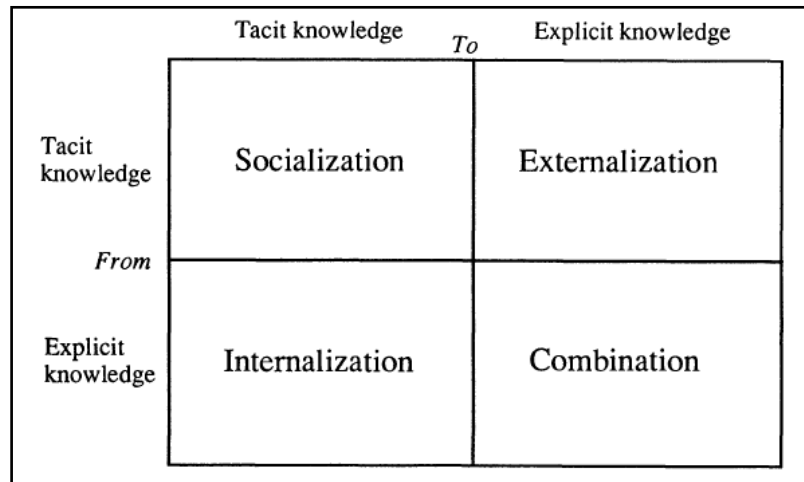 Tacit knowledge To Explicit knowledge
Tacit
knowledge
Socialization Externalization
From
Explicit
knowledge
Internalization Combination